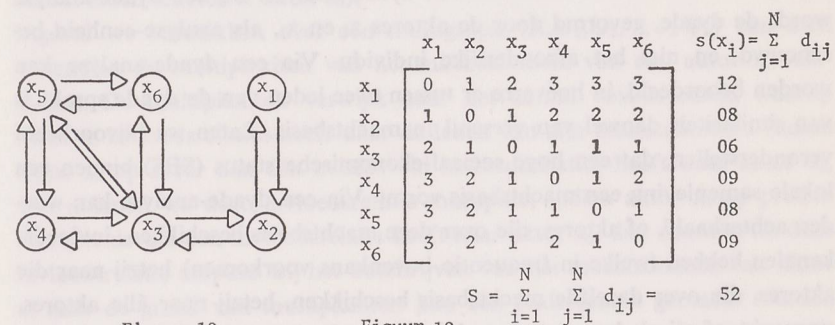 x5 x6 x1
x4 x3 x2
x1 x2 x3 x4 x5 x6 s(xi) = Σ(j=1..N) dij
x1 0 1 2 3 3 3 12
x2 1 0 1 2 2 2 08
x3 2 1 0 1 1 1 06
x4 3 2 1 0 1 2 09
x5 3 2 1 1 0 1 08
x6 3 2 1 2 1 0 09
S = Σ(i=1..N) Σ(j=1..N) dij = 52